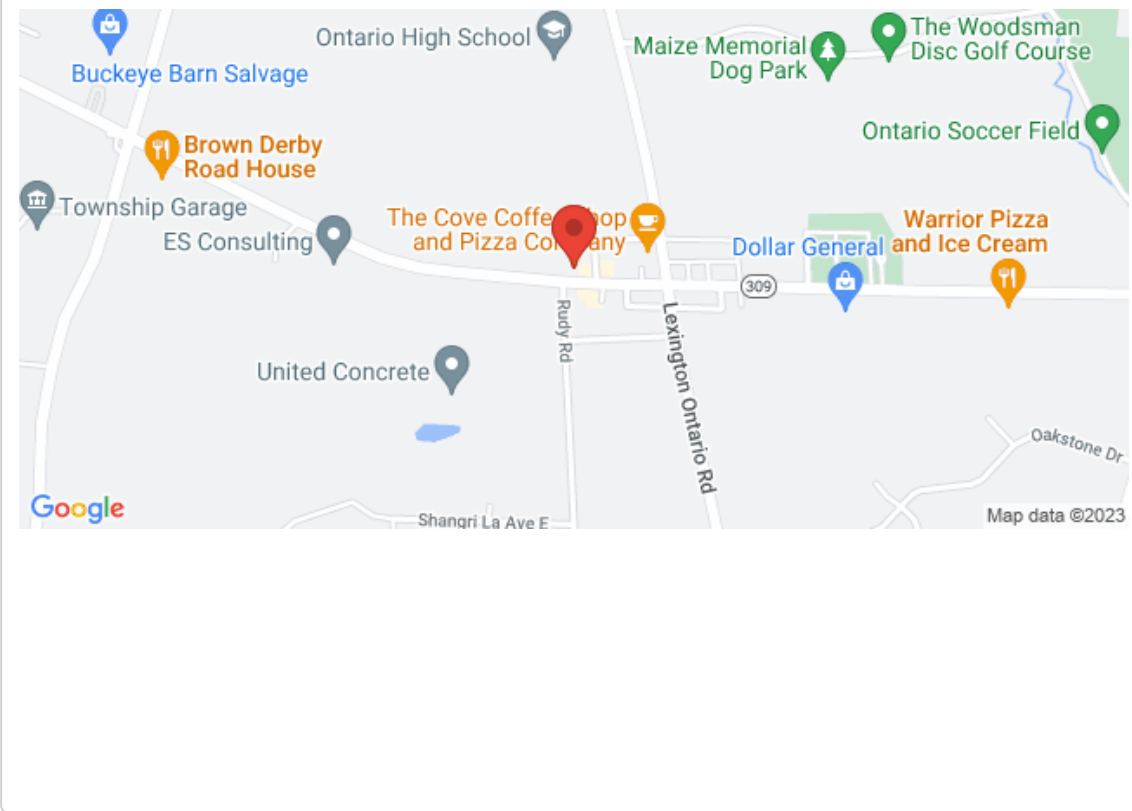 Ontario High School
Buckeye Barn Salvage
Maize Memorial
Dog Park
The Woodsman
Disc Golf Course
Ontario Soccer Field
Brown Derby
Road House
Township Garage
ES Consulting
The Cove Coffee Shop
and Pizza Company
Dollar General
Warrior Pizza
and Ice Cream
309
Rudy Rd
Lexington Ontario Rd
United Concrete
Oakstone Dr
Shangri La Ave E
Google
Map data ©2023